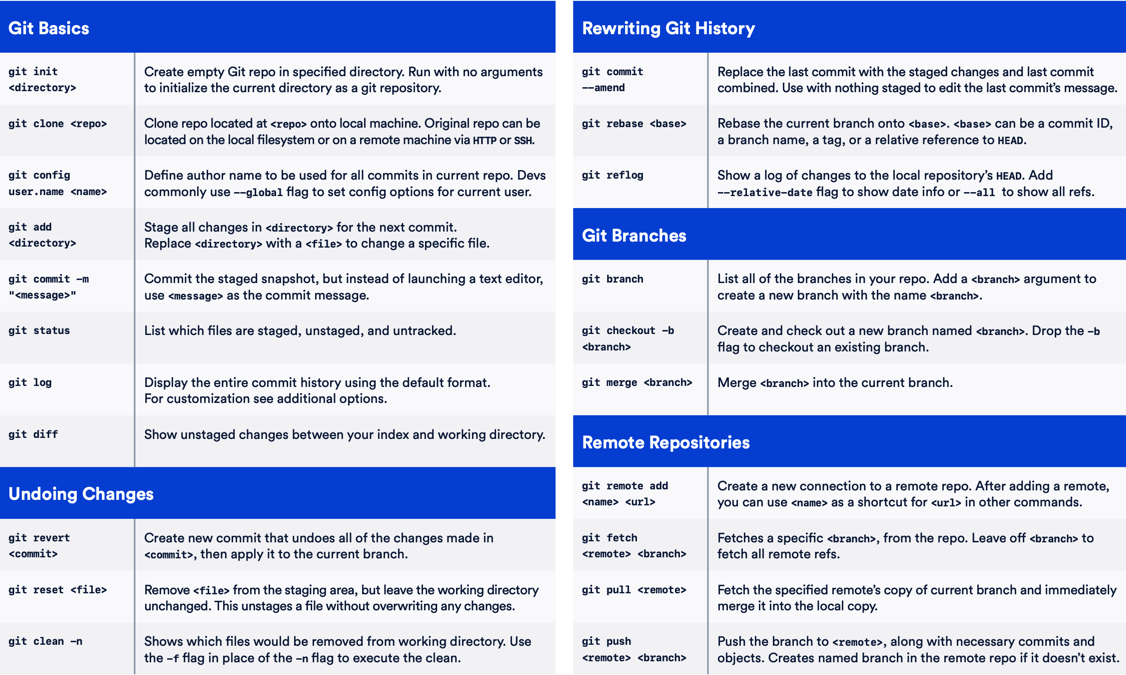 Git Basics
git init
<directory>
Create empty Git repo in specified directory. Run with no arguments
to initialize the current directory as a git repository.
git clone <repo>
Clone repo located at <repo> onto local machine. Original repo can be
located on the local filesystem or on a remote machine via HTTP or SSH.
git config
user.name <name>
Define author name to be used for all commits in current repo. Devs
commonly use --global flag to set config options for current user.
git add
<directory>
Stage all changes in <directory> for the next commit.
Replace <directory> with a <file> to change a specific file.
git commit -m
"<message>"
Commit the staged snapshot, but instead of launching a text editor,
use <message> as the commit message.
git status
List which files are staged, unstaged, and untracked.
git log
Display the entire commit history using the default format.
For customization see additional options.
git diff
Show unstaged changes between your index and working directory.
Undoing Changes
git revert
<commit>
Create new commit that undoes all of the changes made in
<commit>, then apply it to the current branch.
git reset <file>
Remove <file> from the staging area, but leave the working directory
unchanged. This unstages a file without overwriting any changes.
git clean -n
Shows which files would be removed from working directory. Use
the -f flag in place of the -n flag to execute the clean.
Rewriting Git History
git commit
--amend
Replace the last commit with the staged changes and last commit
combined. Use with nothing staged to edit the last commit's message.
git rebase <base>
Rebase the current branch onto <base>. <base> can be a commit ID,
a branch name, a tag, or a relative reference to HEAD.
git reflog
Show a log of changes to the local repository's HEAD. Add
--relative-date flag to show date info or --all to show all refs.
Git Branches
git branch
List all of the branches in your repo. Add a <branch> argument to
create a new branch with the name <branch>.
git checkout -b
<branch>
Create and check out a new branch named <branch>. Drop the -b
flag to checkout an existing branch.
git merge <branch>
Merge <branch> into the current branch.
Remote Repositories
git remote add
<name> <url>
Create a new connection to a remote repo. After adding a remote,
you can use <name> as a shortcut for <url> in other commands.
git fetch
<remote> <branch>
Fetches a specific <branch>, from the repo. Leave off <branch> to
fetch all remote refs.
git pull <remote>
Fetch the specified remote's copy of current branch and immediately
merge it into the local copy.
git push
<remote> <branch>
Push the branch to <remote>, along with necessary commits and
objects. Creates named branch in the remote repo if it doesn't exist.